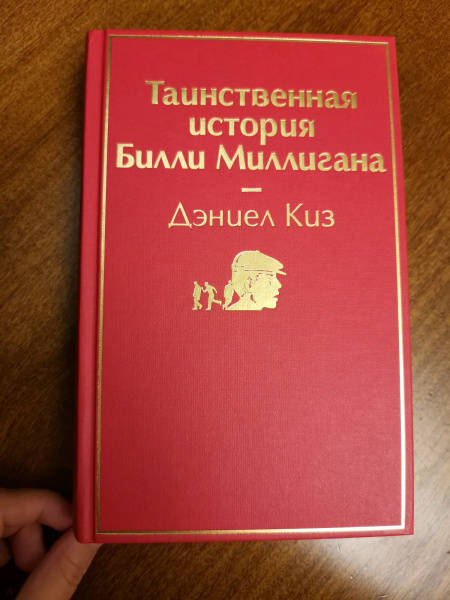 Таинственная
история
Билли Миллигана
–
Дэниел Киз